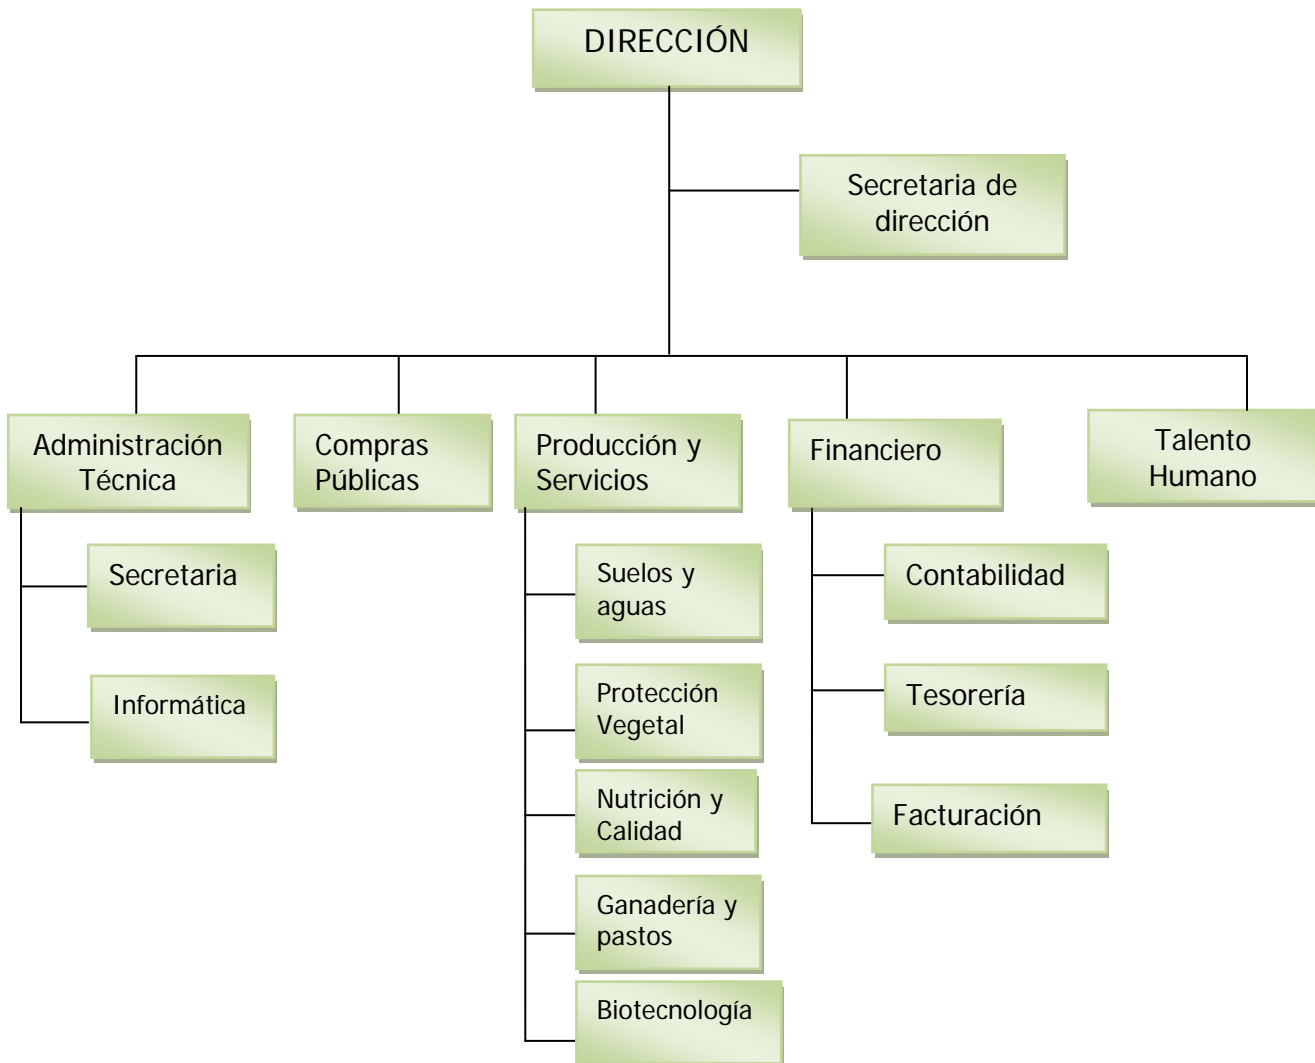 DIRECCIÓN
Secretaria de
dirección
Administración
Técnica
Compras
Públicas
Producción y
Servicios
Financiero
Talento
Humano
Secretaria
Informática
Suelos y
aguas
Protección
Vegetal
Nutrición y
Calidad
Ganadería y
pastos
Biotecnología
Contabilidad
Tesorería
Facturación